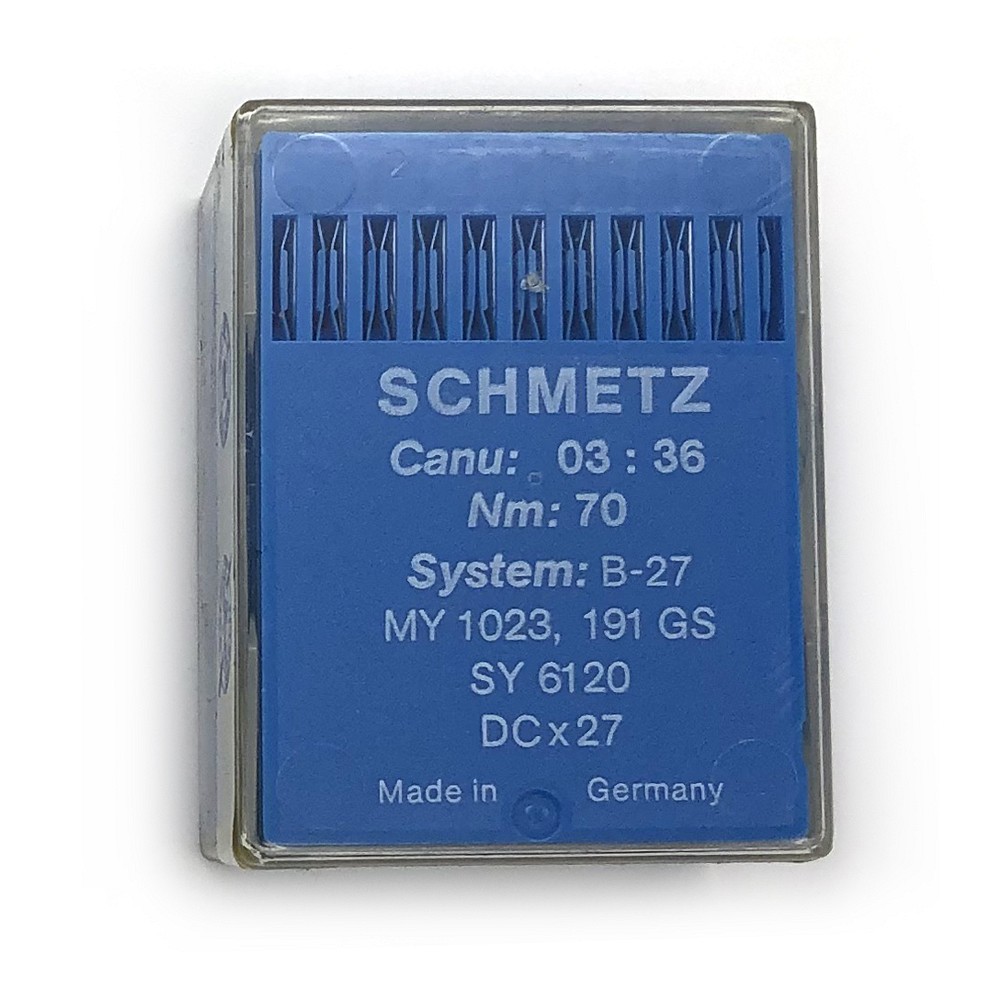 SCHMETZ
Canu: 03 : 36
Nm: 70
System: B-27
MY 1023, 191 GS
SY 6120
DCx27
Made in Germany